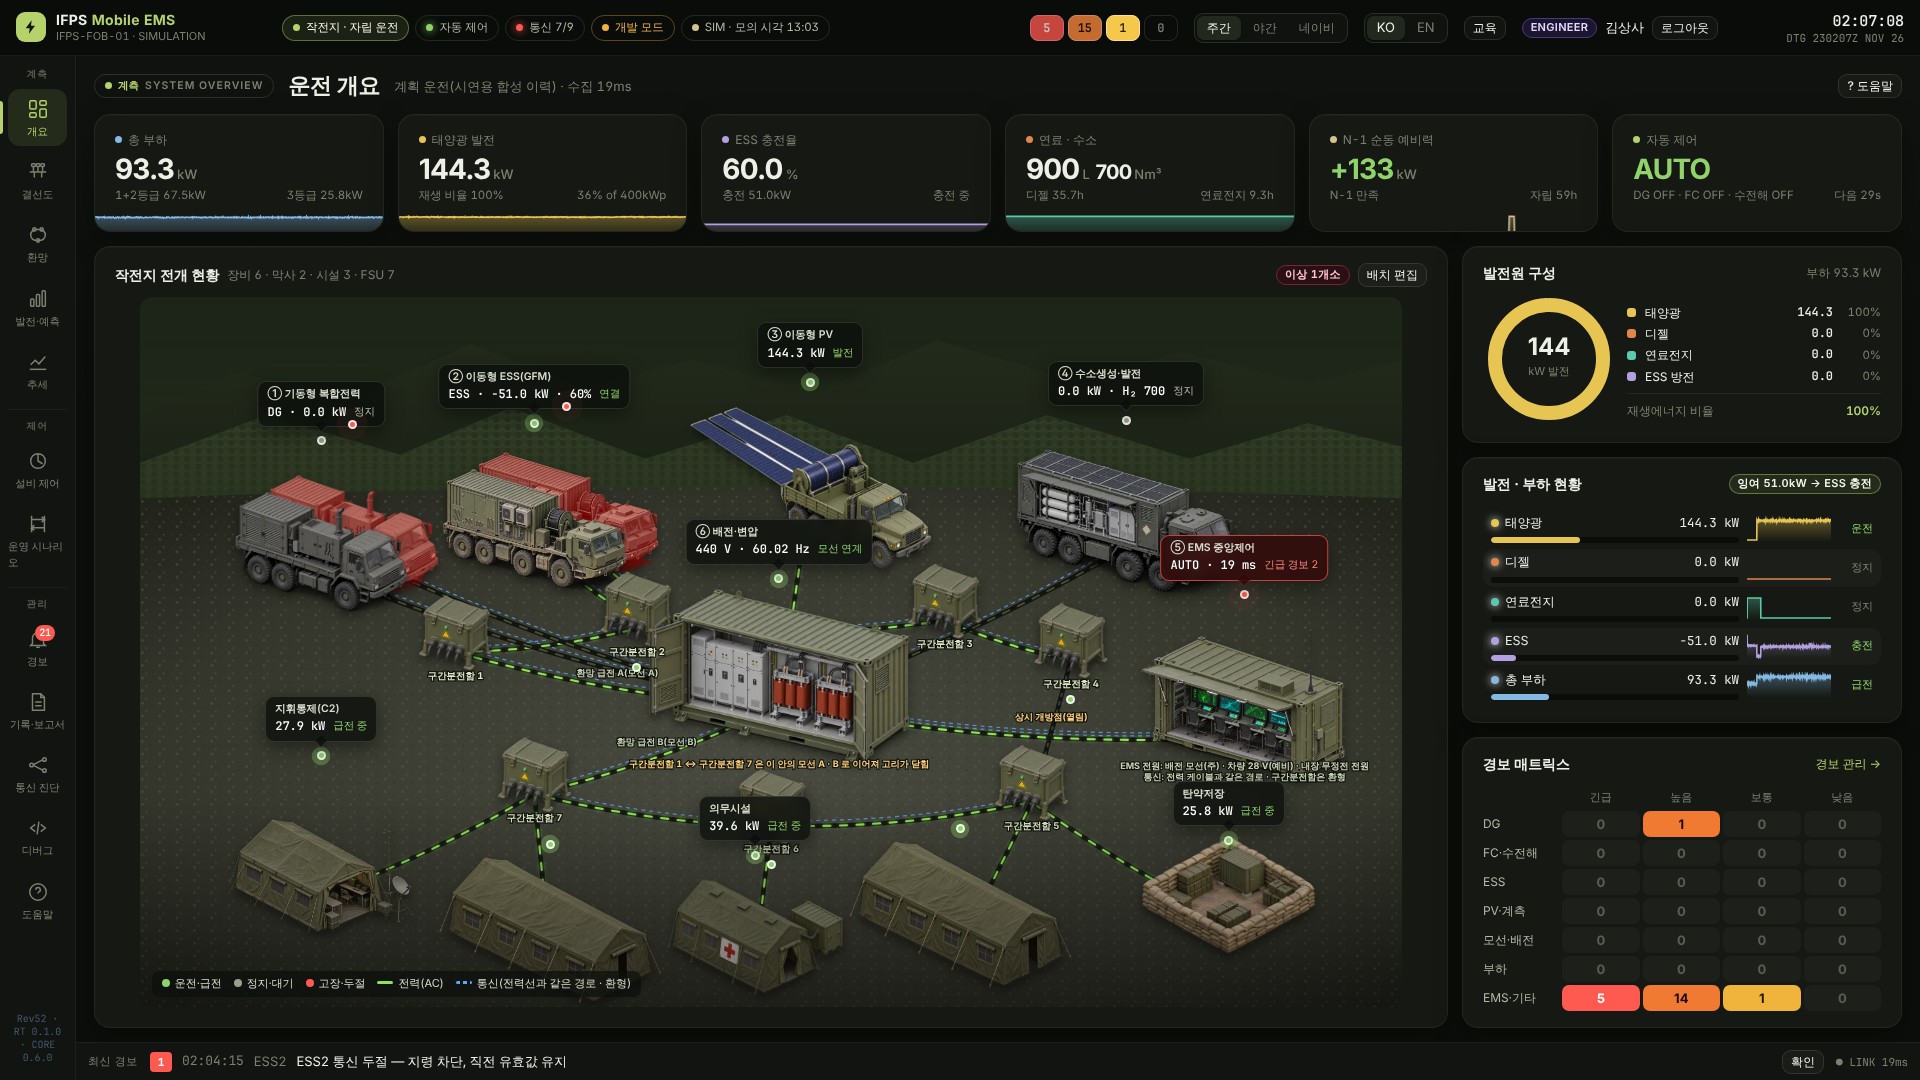 IFPS Mobile EMS
IFPS-FOB-01 · SIMULATION
작전지 · 자립 운전
자동 제어
통신 7/9
개발 모드
SIM · 모의 시각 13:03
5 15 1 0
주간 야간 네이비
KO EN
교육
ENGINEER 김상사 로그아웃
02:07:08
DTG 230207Z NOV 26
계측
개요
결선도
환망
발전·예측
추세
제어
설비 제어
운영 시나리
오
관리
21
경보
기록·보고서
통신 진단
디버그
도움말
Rev52 ·
RT 0.1.0
· CORE
0.6.0
계측 SYSTEM OVERVIEW
운전 개요
계획 운전(시연용 합성 이력) · 수집 19ms
? 도움말
총 부하
93.3 kW
1+2등급 67.5kW 3등급 25.8kW
태양광 발전
144.3 kW
재생 비율 100% 36% of 400kWp
ESS 충전율
60.0 %
충전 51.0kW 충전 중
연료 · 수소
900 L 700 Nm³
디젤 35.7h 연료전지 9.3h
N-1 순동 예비력
+133 kW
N-1 만족 자립 59h
자동 제어
AUTO
DG OFF · FC OFF · 수전해 OFF 다음 29s
작전지 전개 현황 장비 6 · 막사 2 · 시설 3 · FSU 7
이상 1개소 배치 편집
① 기동형 복합전력
DG · 0.0 kW 정지
② 이동형 ESS(GFM)
ESS · -51.0 kW · 60% 연결
③ 이동형 PV
144.3 kW 발전
④ 수소생성·발전
0.0 kW · H₂ 700 정지
⑥ 배전·변압
440 V · 60.02 Hz 모선 연계
⑤ EMS 중앙제어
AUTO · 19 ms 긴급 경보 2
구간분전함 1
구간분전함 2
환망 급전 A(모선 A)
구간분전함 3
구간분전함 4
상시 개방점(열림)
지휘통제(C2)
27.9 kW 급전 중
환망 급전 B(모선 B)
구간분전함 1 ↔ 구간분전함 7 은 이 안의 모선 A · B 로 이어져 고리가 닫힘
EMS 전원: 배전 모선(주) · 차량 28 V(예비) · 내장 무정전 전원
통신: 전력 케이블과 같은 경로 · 구간분전함은 환형
의무시설
39.6 kW 급전 중
탄약저장
25.8 kW 급전 중
구간분전함 7
구간분전함 5
구간분전함 6
운전·급전 정지·대기 고장·두절 전력(AC) 통신(전력선과 같은 경로 · 환형)
발전원 구성 부하 93.3 kW
144
kW 발전
태양광 144.3 100%
디젤 0.0 0%
연료전지 0.0 0%
ESS 방전 0.0 0%
재생에너지 비율 100%
발전 · 부하 현황 잉여 51.0kW → ESS 충전
태양광 144.3 kW 운전
디젤 0.0 kW 정지
연료전지 0.0 kW 정지
ESS -51.0 kW 충전
총 부하 93.3 kW 급전
경보 매트릭스 경보 관리 →
긴급 높음 보통 낮음
DG 0 1 0 0
FC·수전해 0 0 0 0
ESS 0 0 0 0
PV·계측 0 0 0 0
모선·배전 0 0 0 0
부하 0 0 0 0
EMS·기타 5 14 1 0
최신 경보 1 02:04:15 ESS2 ESS2 통신 두절 — 지령 차단, 직전 유효값 유지
확인 LINK 19ms